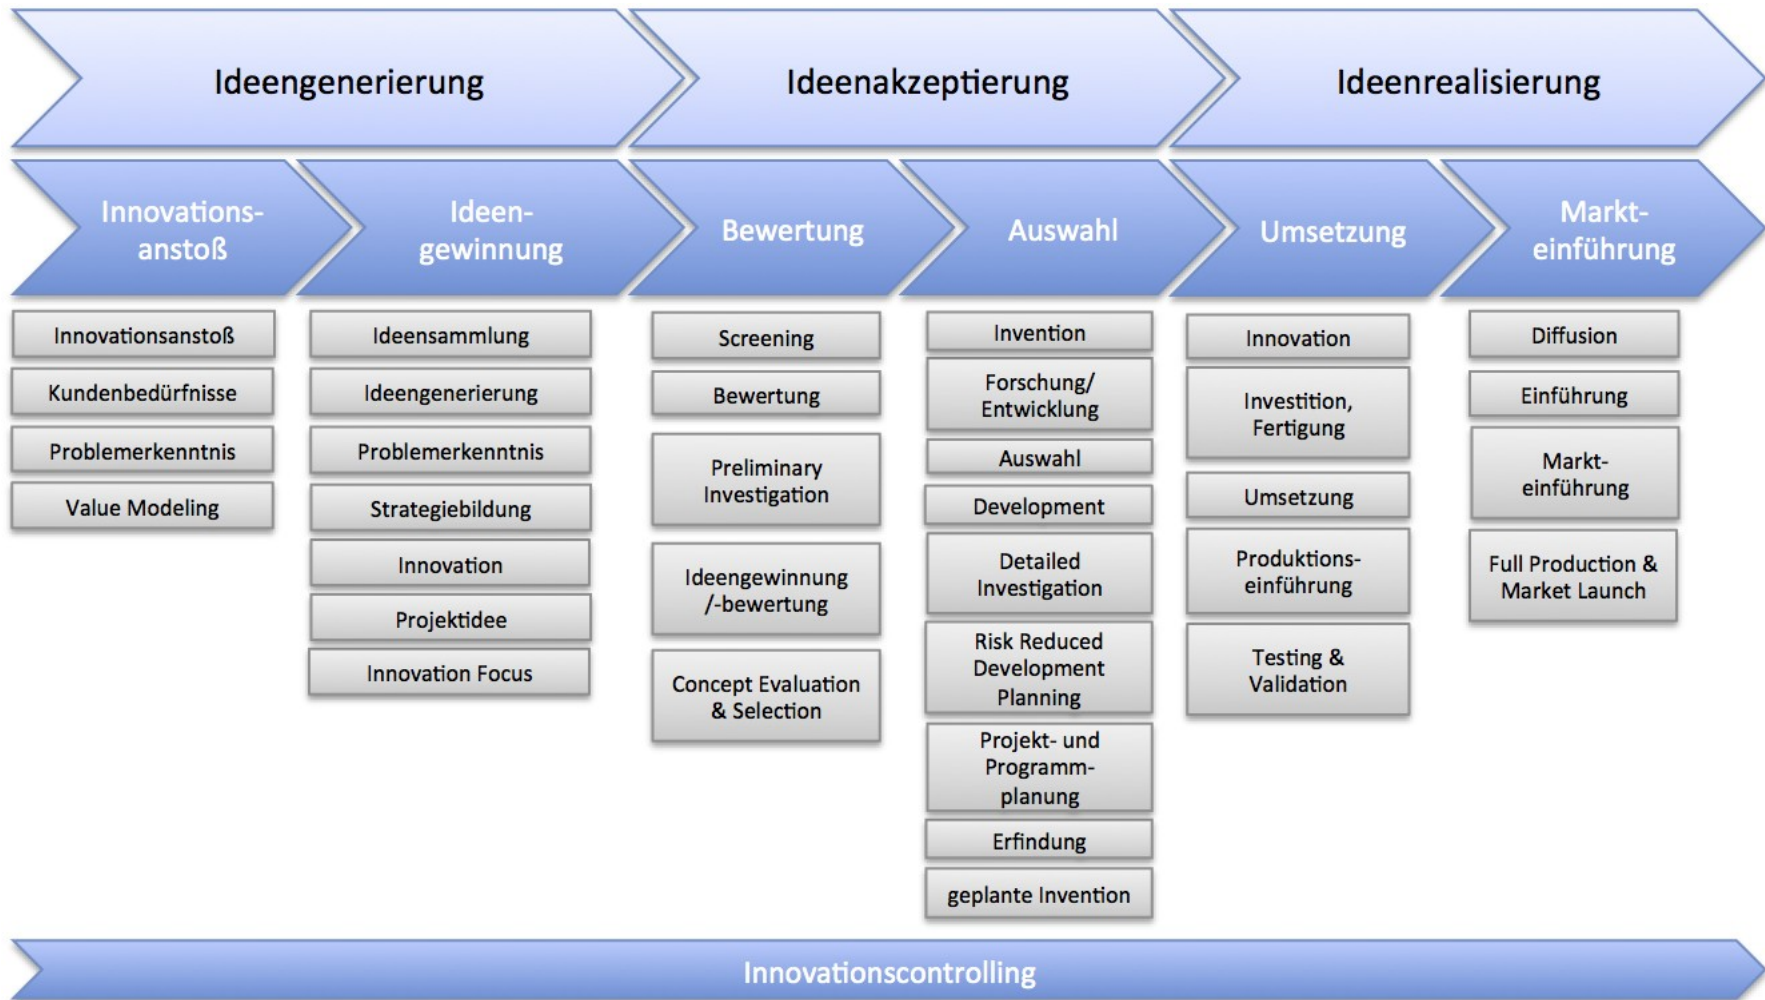 Ideengenerierung
Ideenakzeptierung
Ideenrealisierung
Innovations-
anstoß
Ideen-
gewinnung
Bewertung
Auswahl
Umsetzung
Markt-
einführung
Innovationsanstoß
Kundenbedürfnisse
Problemerkenntnis
Value Modeling
Ideensammlung
Ideengenerierung
Problemerkenntnis
Strategiebildung
Innovation
Projektidee
Innovation Focus
Screening
Bewertung
Preliminary
Investigation
Ideengewinnung
/-bewertung
Concept Evaluation
& Selection
Invention
Forschung/
Entwicklung
Auswahl
Development
Detailed
Investigation
Risk Reduced
Development
Planning
Projekt- und
Programm-
planung
Erfindung
geplante Invention
Innovation
Investition,
Fertigung
Umsetzung
Produktions-
einführung
Testing &
Validation
Diffusion
Einführung
Markt-
einführung
Full Production &
Market Launch
Innovationscontrolling